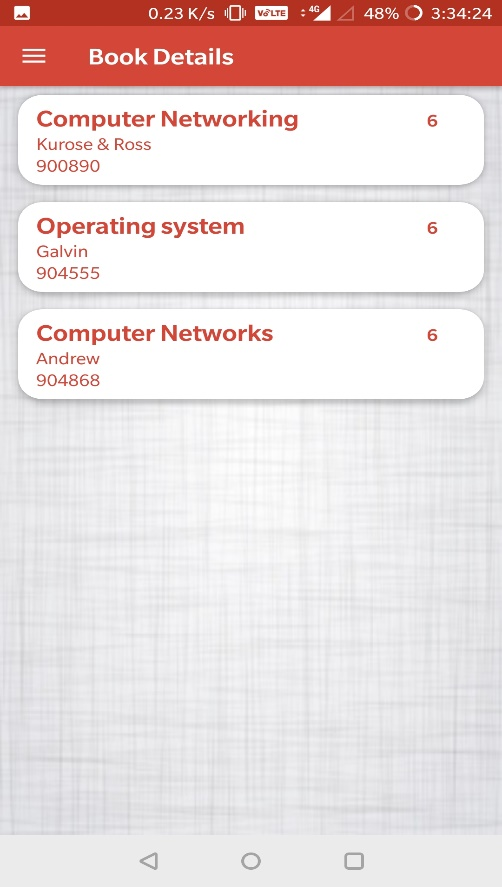 0.23 K/s VoLTE 4G 48% 3:34:24
Book Details
Computer Networking 6
Kurose & Ross
900890
Operating system 6
Galvin
904555
Computer Networks 6
Andrew
904868